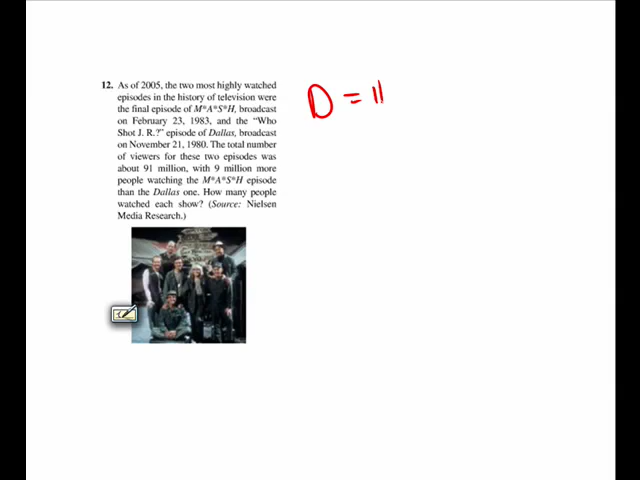 12. As of 2005, the two most highly watched
episodes in the history of television were
the final episode of M*A*S*H, broadcast
on February 23, 1983, and the “Who
Shot J. R.?” episode of Dallas, broadcast
on November 21, 1980. The total number
of viewers for these two episodes was
about 91 million, with 9 million more
people watching the M*A*S*H episode
than the Dallas one. How many people
watched each show? (Source: Nielsen
Media Research.)
D = 11